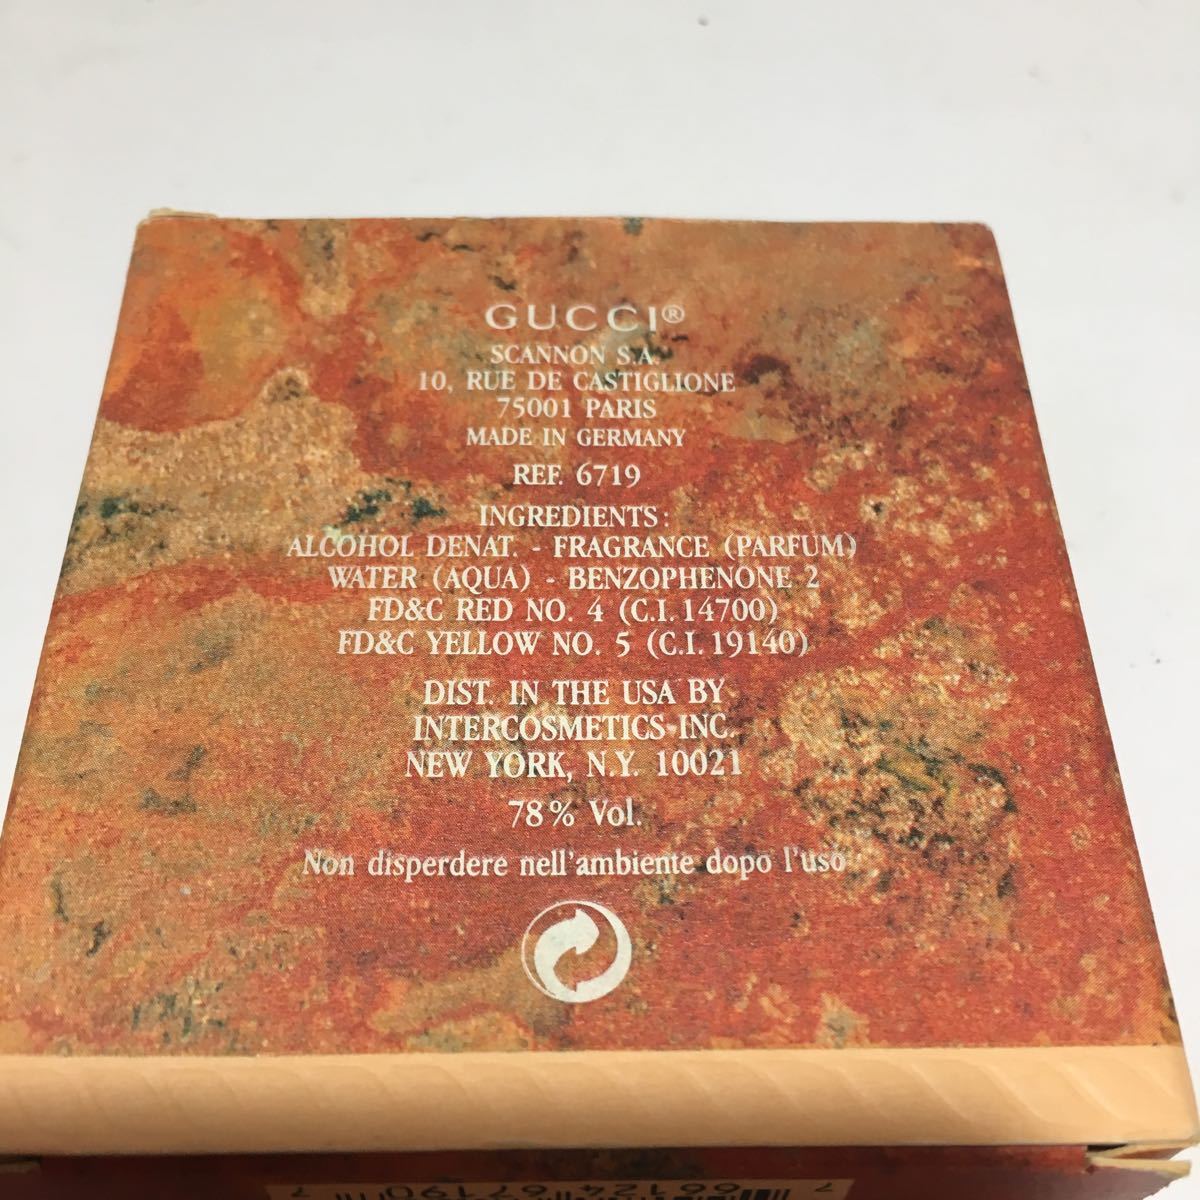 GUCCI®
SCANNON S.A.
10, RUE DE CASTIGLIONE
75001 PARIS
MADE IN GERMANY
REF. 6719
INGREDIENTS:
ALCOHOL DENAT. - FRAGRANCE (PARFUM)
WATER (AQUA) - BENZOPHENONE 2
FD&C RED NO. 4 (C.I. 14700)
FD&C YELLOW NO. 5 (C.I. 19140)
DIST. IN THE USA BY
INTERCOSMETICS INC.
NEW YORK, N.Y. 10021
78% Vol.
Non disperdere nell'ambiente dopo l'uso